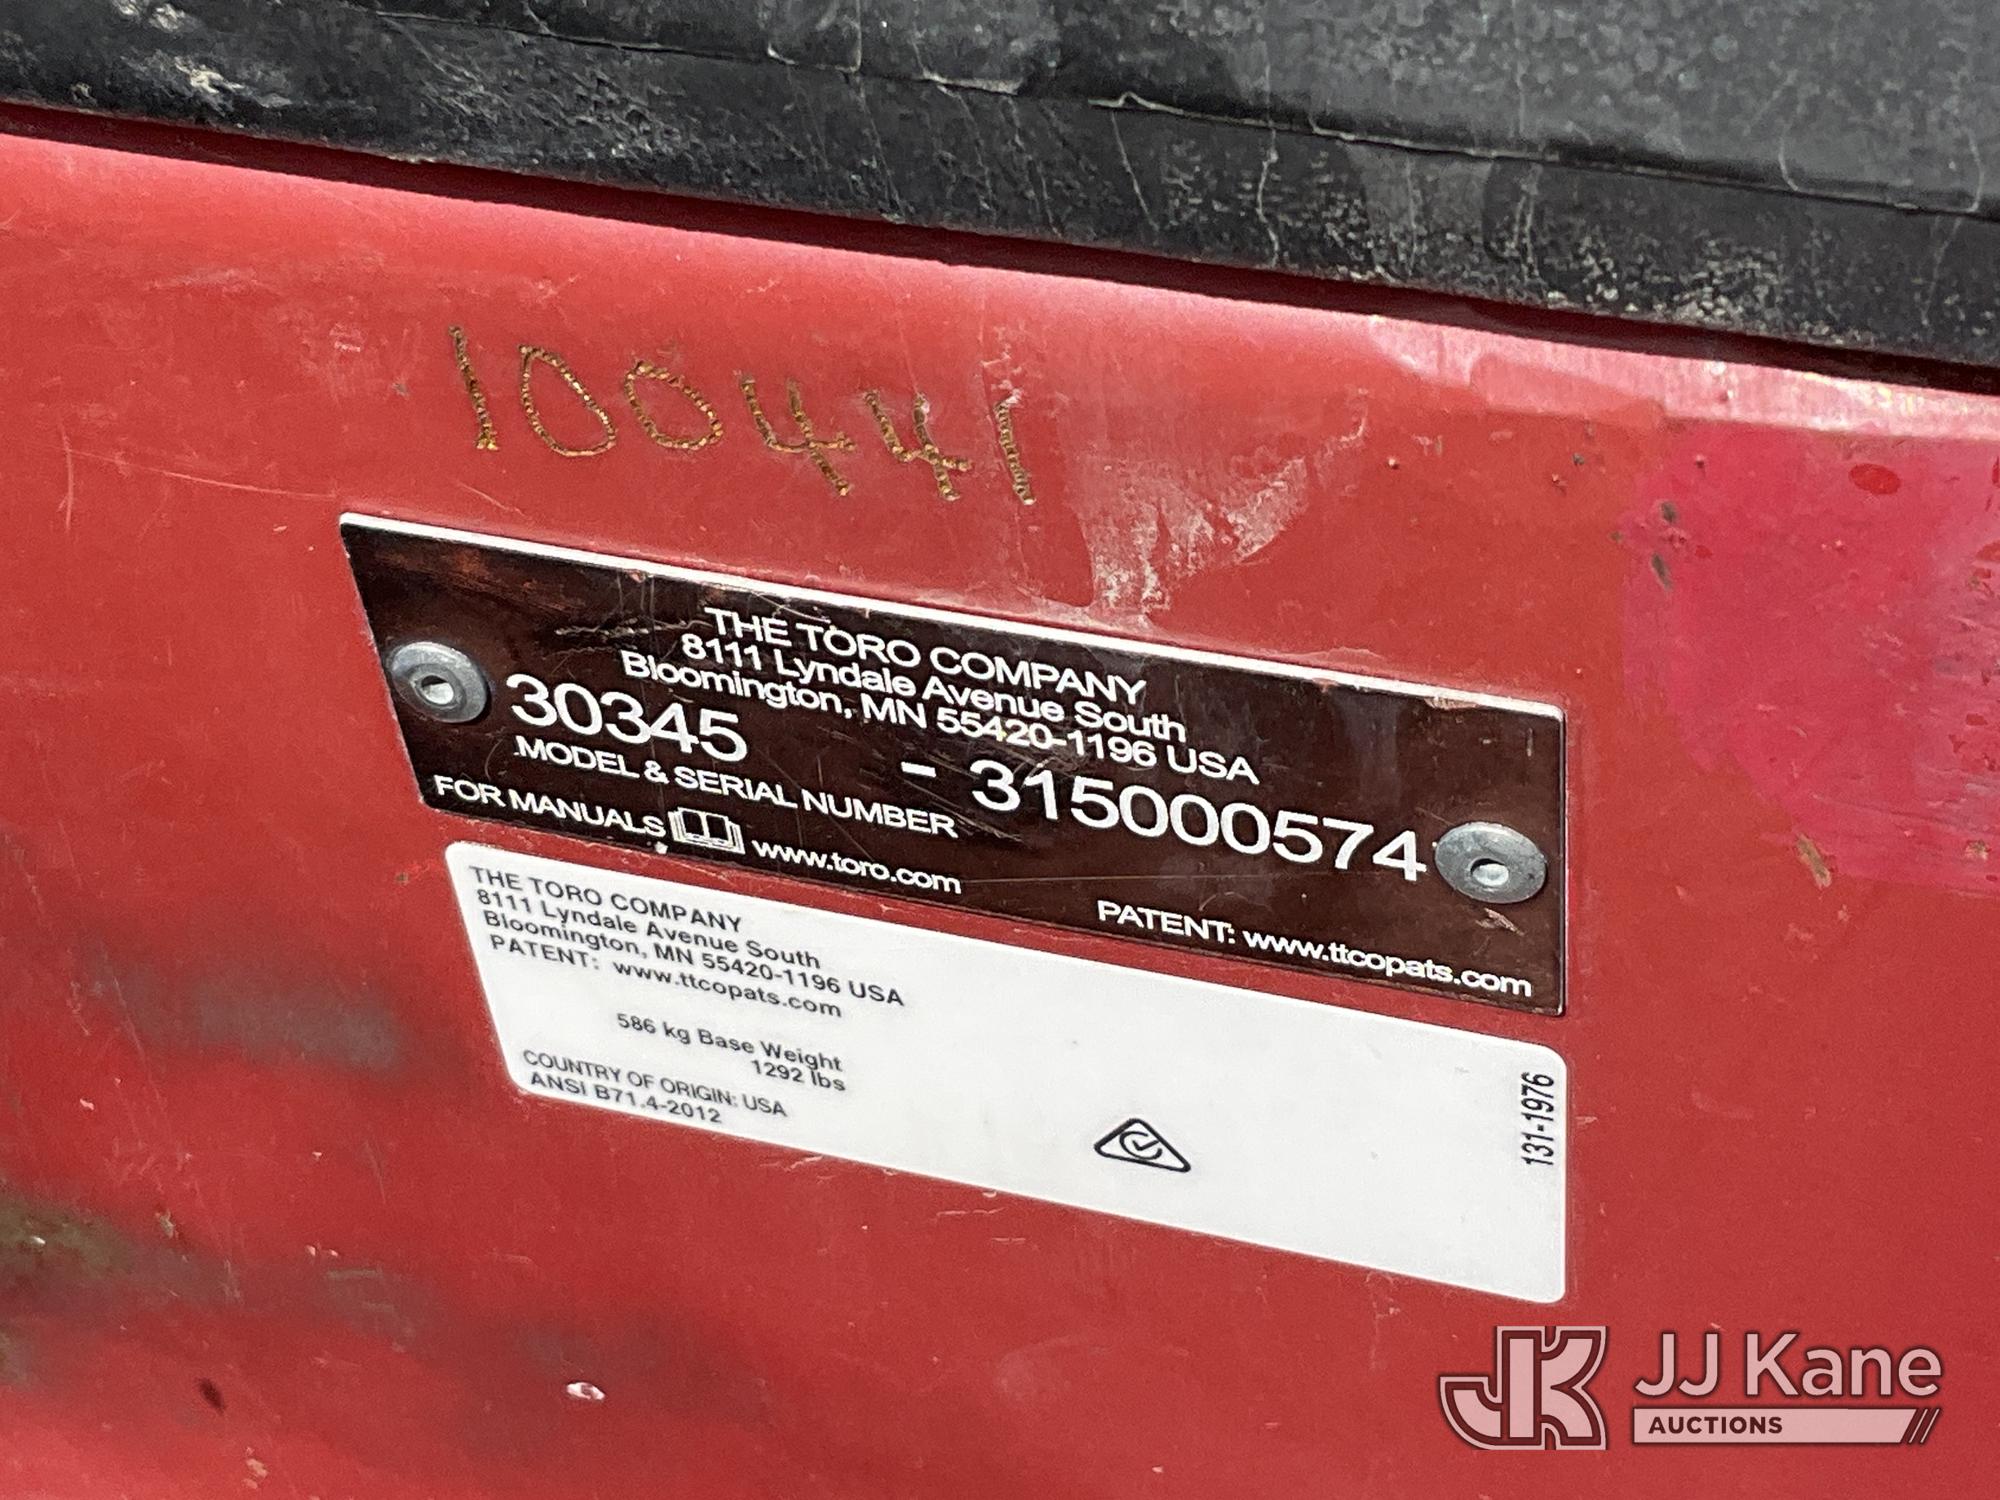 100441
THE TORO COMPANY
8111 Lyndale Avenue South
Bloomington, MN 55420-1196 USA
30345 - 315000574
MODEL & SERIAL NUMBER
FOR MANUALS www.toro.com
PATENT: www.ttcopats.com
THE TORO COMPANY
8111 Lyndale Avenue South
Bloomington, MN 55420-1196 USA
PATENT: www.ttcopats.com
586 kg Base Weight
1292 lbs
COUNTRY OF ORIGIN: USA
ANSI B71.4-2012
131-1976
JK JJ Kane
AUCTIONS